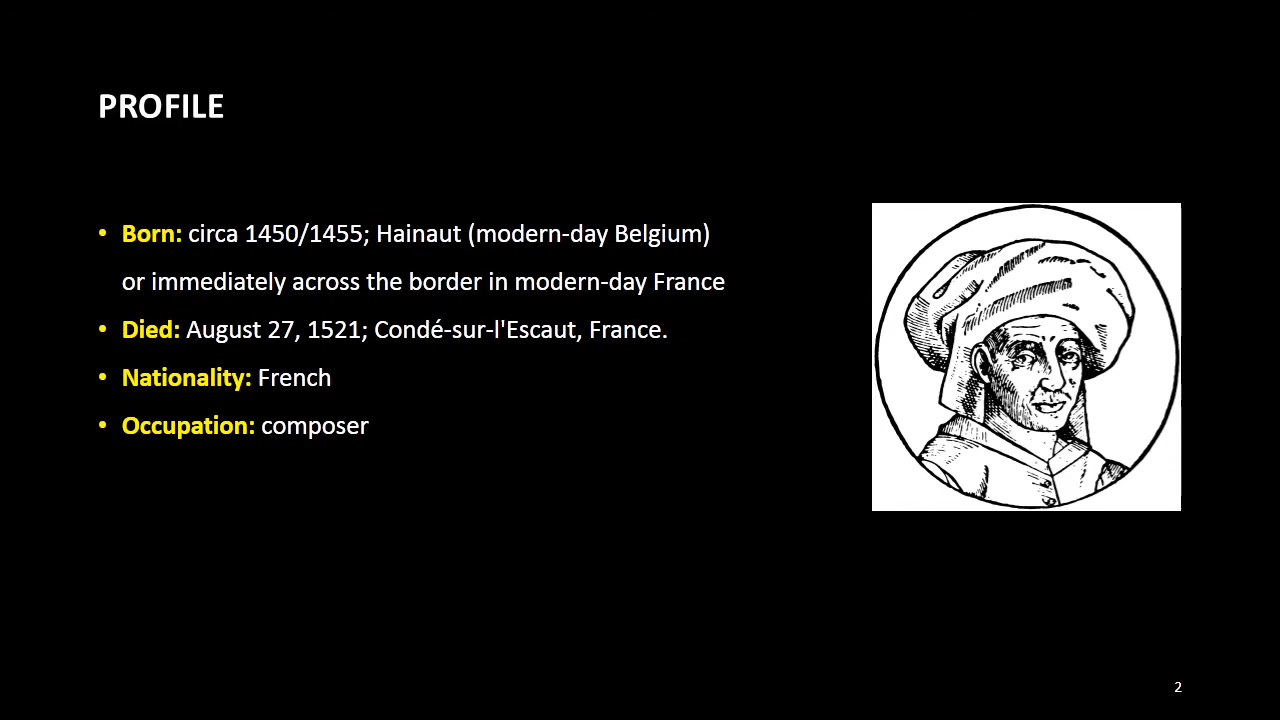 PROFILE
• Born: circa 1450/1455; Hainaut (modern-day Belgium)
or immediately across the border in modern-day France
• Died: August 27, 1521; Condé-sur-l'Escaut, France.
• Nationality: French
• Occupation: composer
2